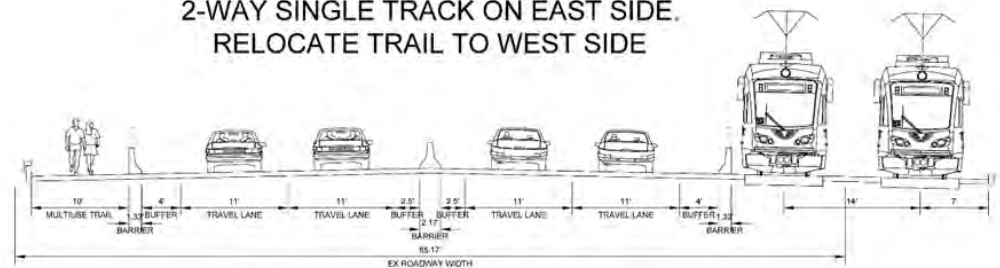 2-WAY SINGLE TRACK ON EAST SIDE.
RELOCATE TRAIL TO WEST SIDE
10' 4' 11' 11' 2.5' 2.5' 11' 11' 4' 14' 7'
MULTIUSE TRAIL 1.33' BUFFER TRAVEL LANE TRAVEL LANE BUFFER 2.17' BUFFER TRAVEL LANE TRAVEL LANE BUFFER 1.33'
BARRIER BARRIER BARRIER
65.17'
EX ROADWAY WIDTH